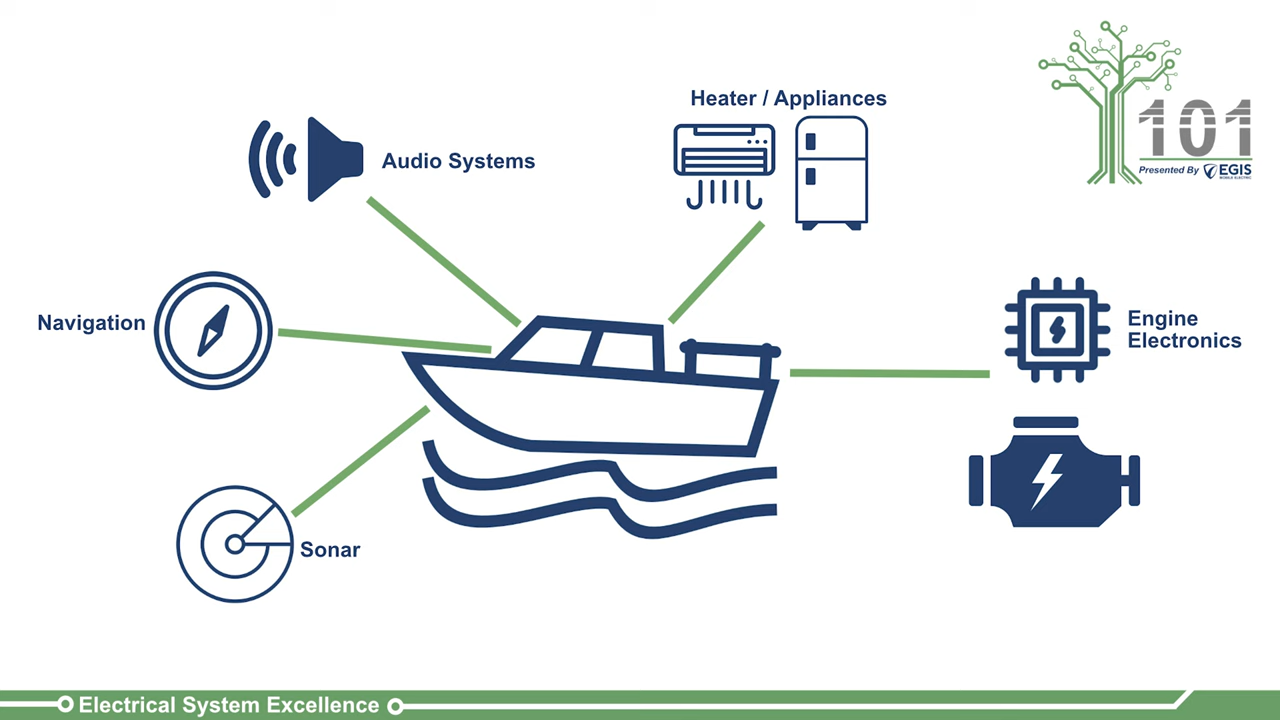 Heater / Appliances
101
Presented By EGIS
MOBILE ELECTRIC
Audio Systems
Navigation
Engine
Electronics
Sonar
Electrical System Excellence